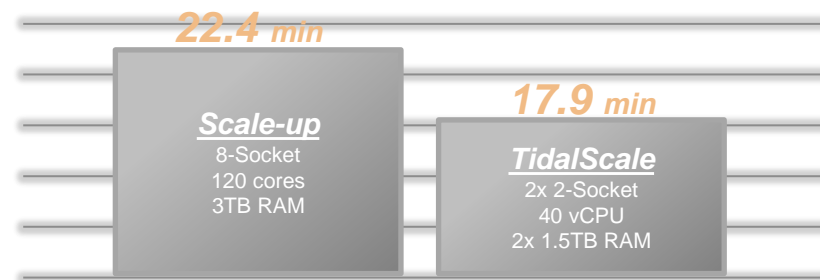 22.4 min
Scale-up
8-Socket
120 cores
3TB RAM
17.9 min
TidalScale
2x 2-Socket
40 vCPU
2x 1.5TB RAM